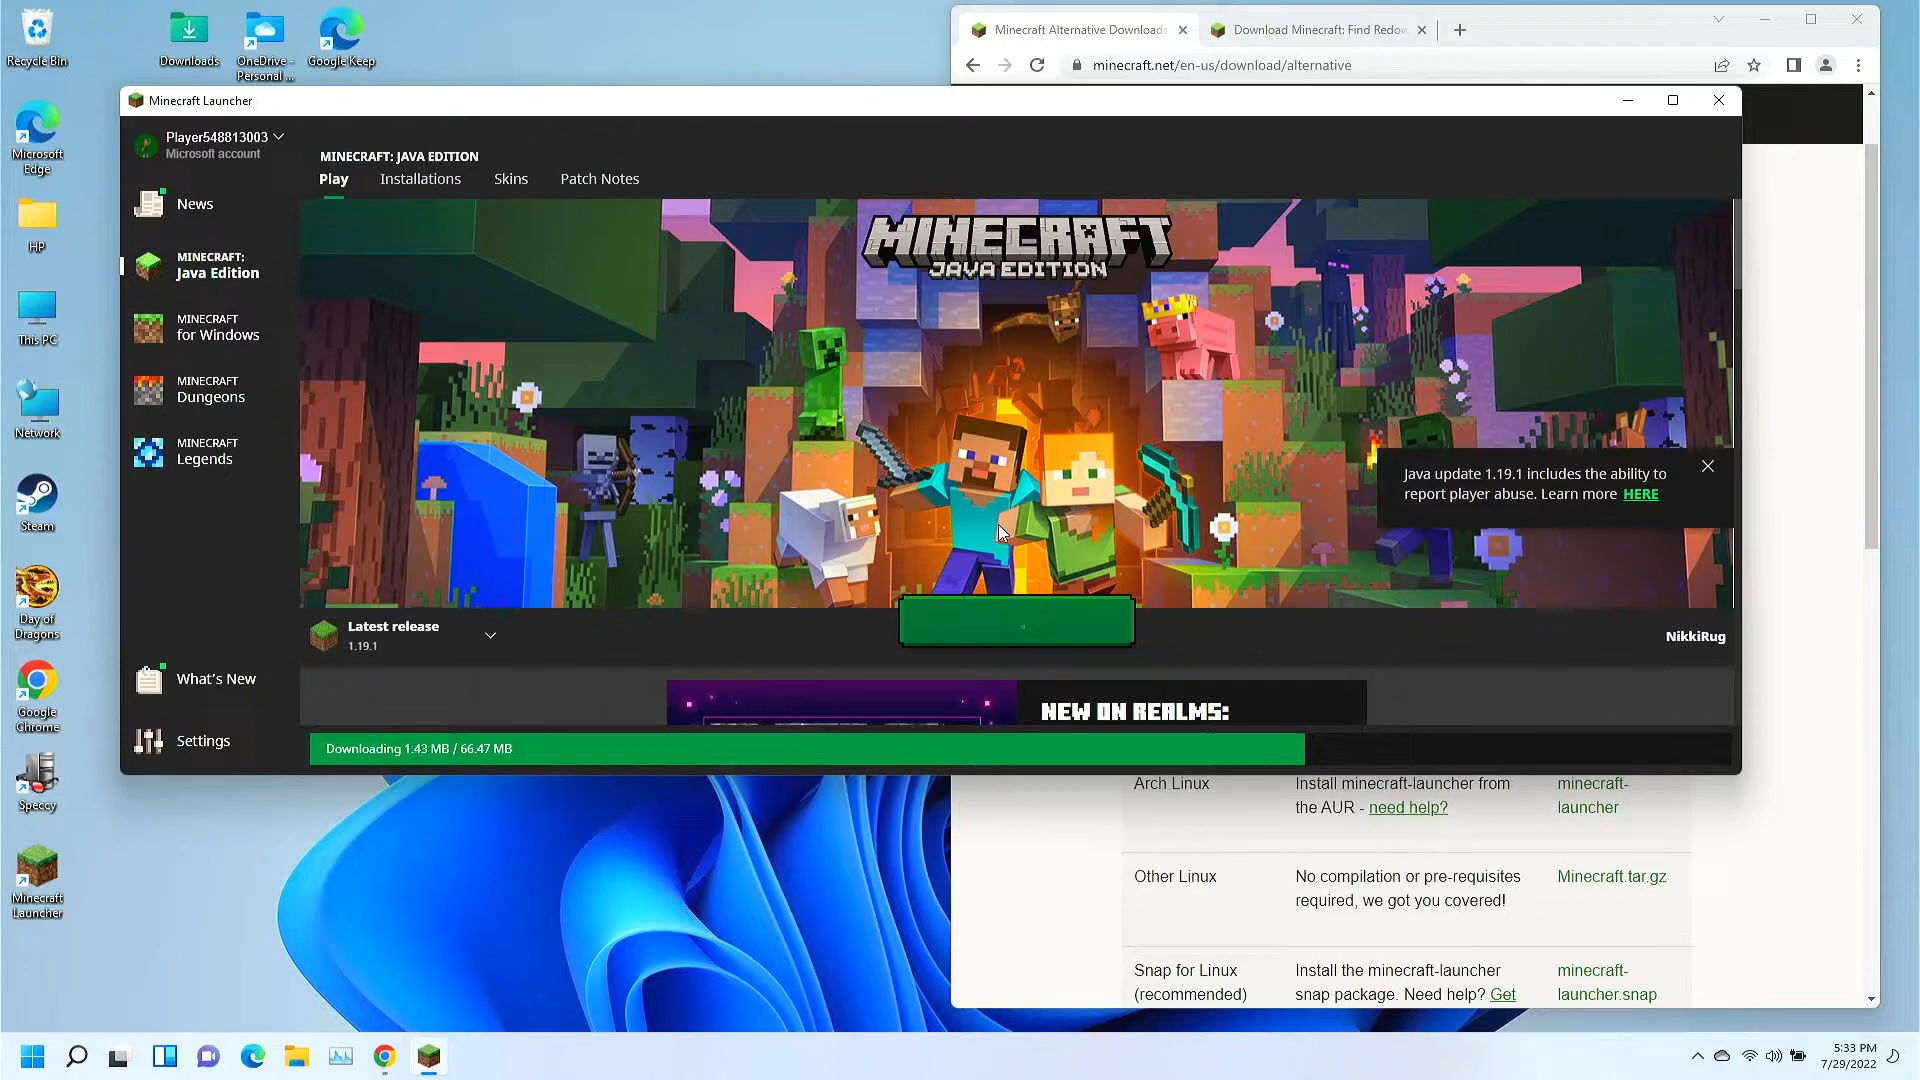 Recycle Bin
Downloads
OneDrive -
Personal ...
Google Keep
Microsoft
Edge
HP
This PC
Network
Steam
Day of
Dragons
Google
Chrome
Speccy
Minecraft
Launcher
Minecraft Alternative Downloads
Download Minecraft: Find Redow
minecraft.net/en-us/download/alternative
Minecraft Launcher
Player548813003
Microsoft account
News
MINECRAFT:
Java Edition
MINECRAFT
for Windows
MINECRAFT
Dungeons
MINECRAFT
Legends
What's New
Settings
MINECRAFT: JAVA EDITION
Play Installations Skins Patch Notes
MINECRAFT
JAVA EDITION
Java update 1.19.1 includes the ability to
report player abuse. Learn more HERE
Latest release
1.19.1
NikkiRug
NEW ON REALMS:
Downloading 1.43 MB / 66.47 MB
Arch Linux Install minecraft-launcher from minecraft-
the AUR - need help? launcher
Other Linux No compilation or pre-requisites Minecraft.tar.gz
required, we got you covered!
Snap for Linux Install the minecraft-launcher minecraft-
(recommended) snap package. Need help? Get launcher.snap
5:33 PM
7/29/2022